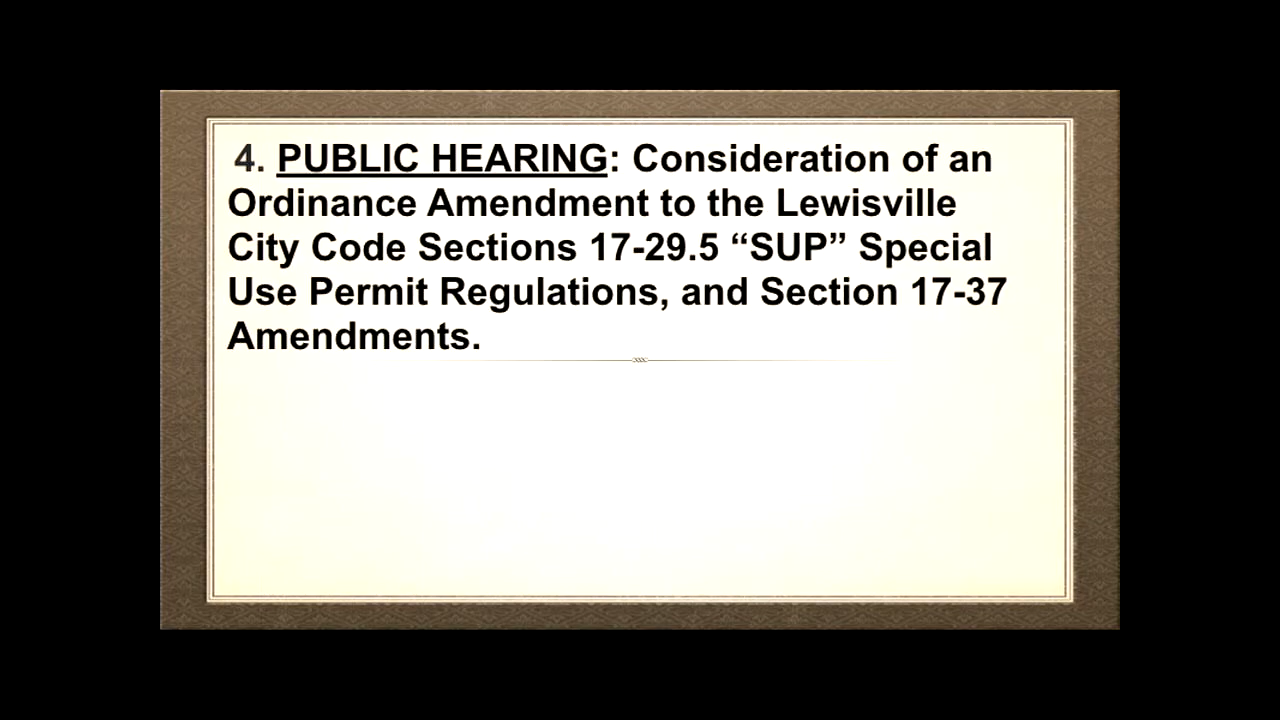 4. PUBLIC HEARING: Consideration of an
Ordinance Amendment to the Lewisville
City Code Sections 17-29.5 “SUP” Special
Use Permit Regulations, and Section 17-37
Amendments.